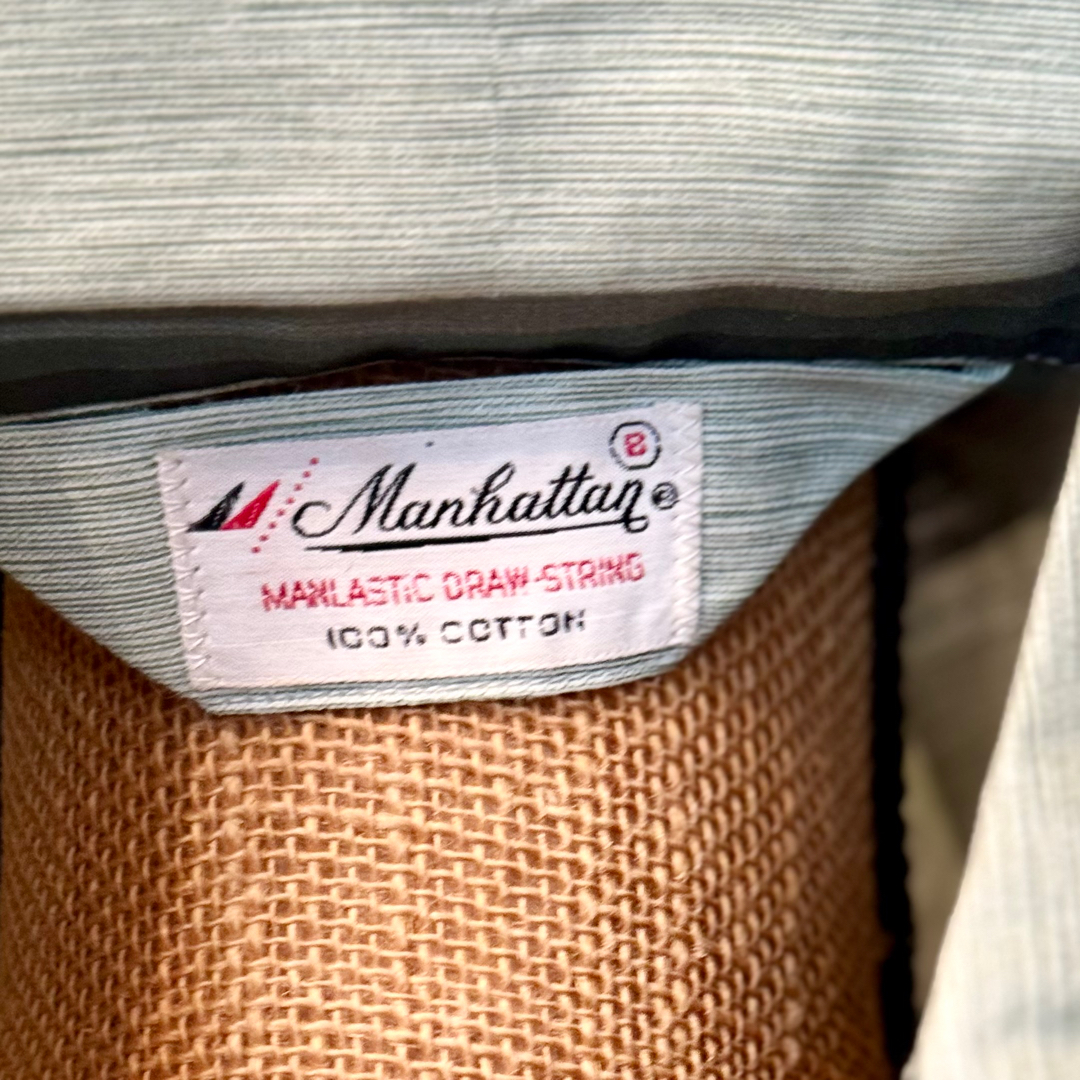 B
Manhattan®
MANLASTIC DRAW-STRING
100% COTTON